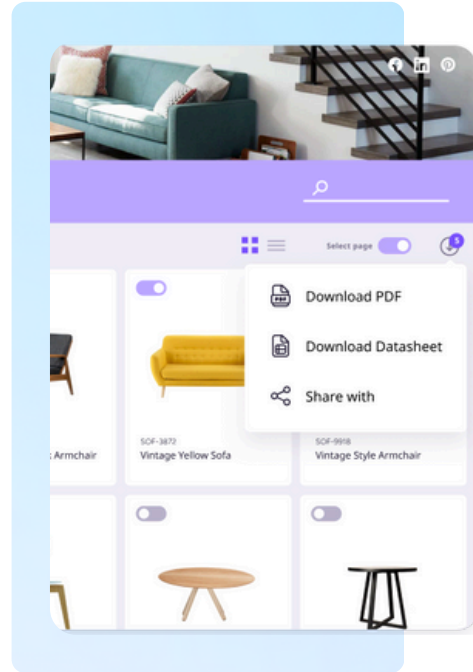 Select page
5
Download PDF
Download Datasheet
Share with
SOF-3872
SOF-9918
Armchair
Vintage Yellow Sofa
Vintage Style Armchair